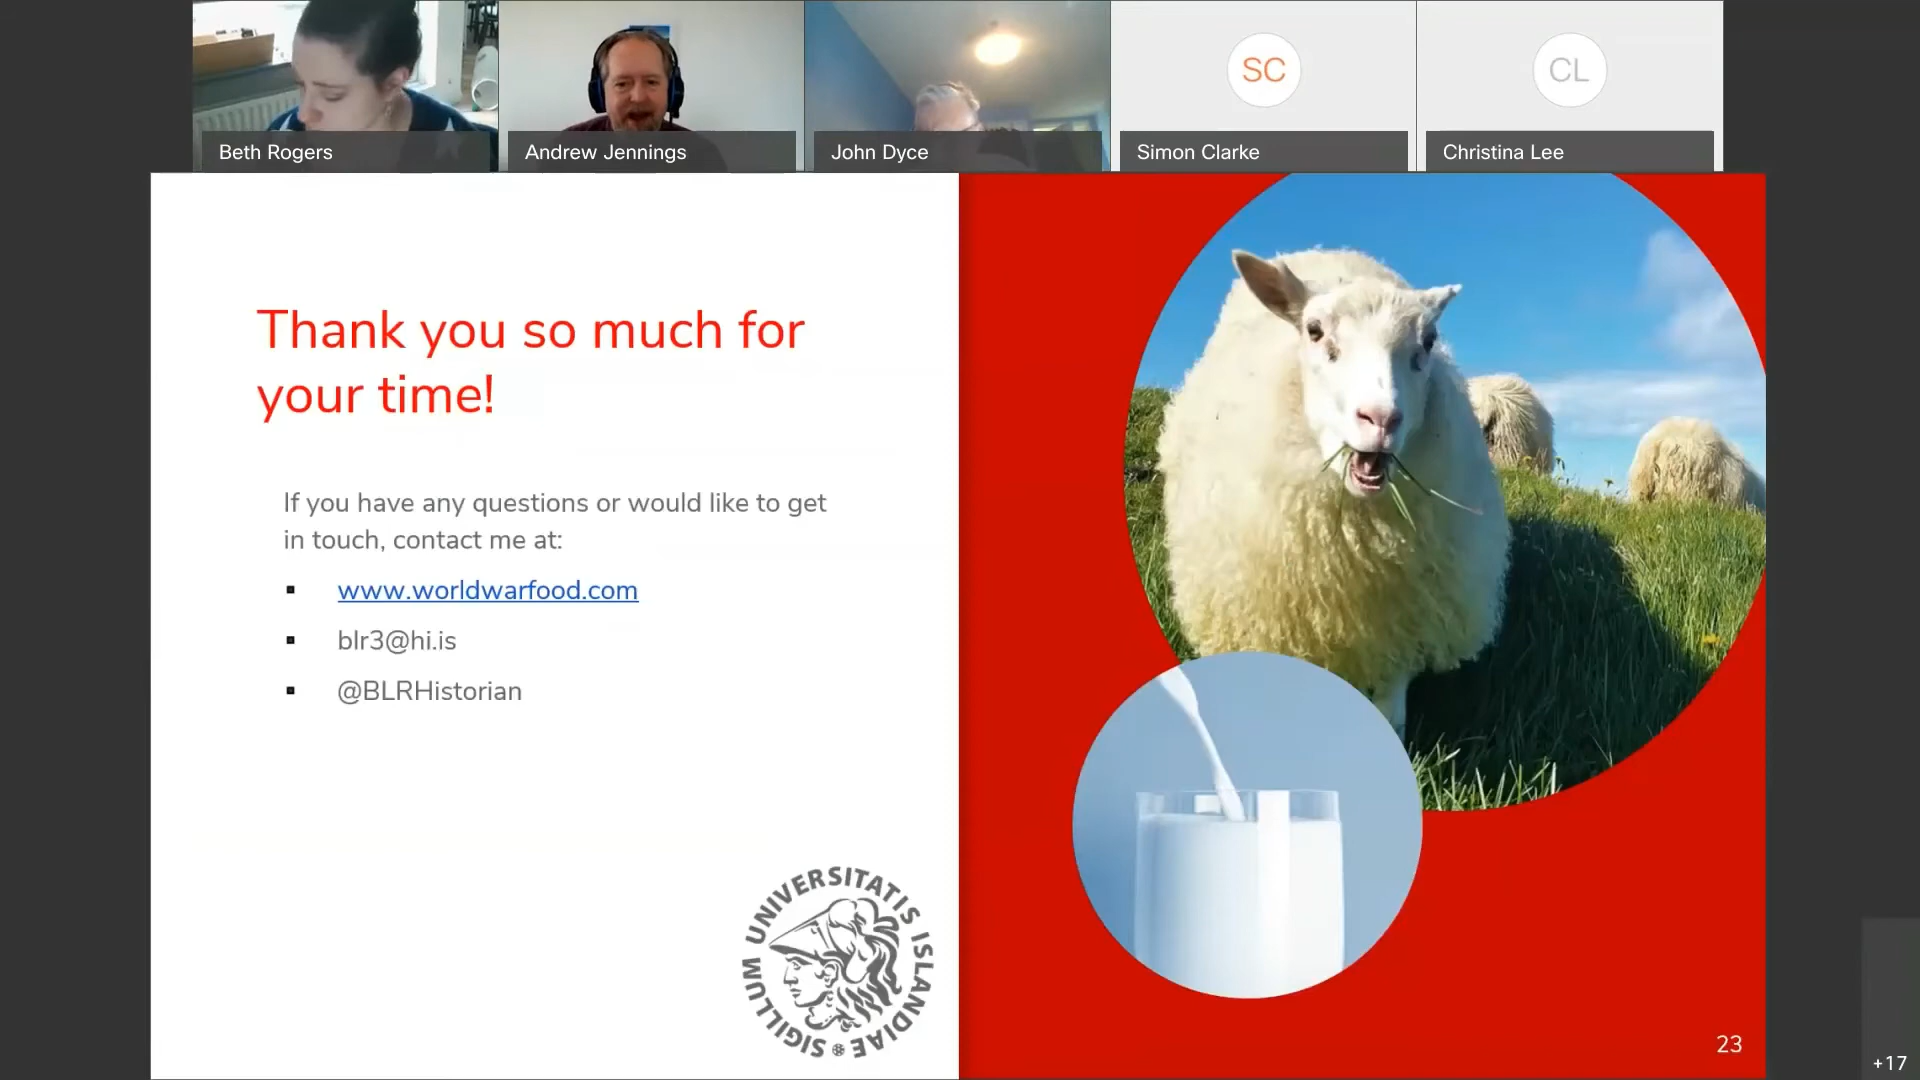 Beth Rogers
Andrew Jennings
John Dyce
SC
Simon Clarke
CL
Christina Lee
Thank you so much for
your time!
If you have any questions or would like to get
in touch, contact me at:
▪ www.worldwarfood.com
▪ blr3@hi.is
▪ @BLRHistorian
SIGILLUM UNIVERSITATIS ISLANDIAE
23
+17